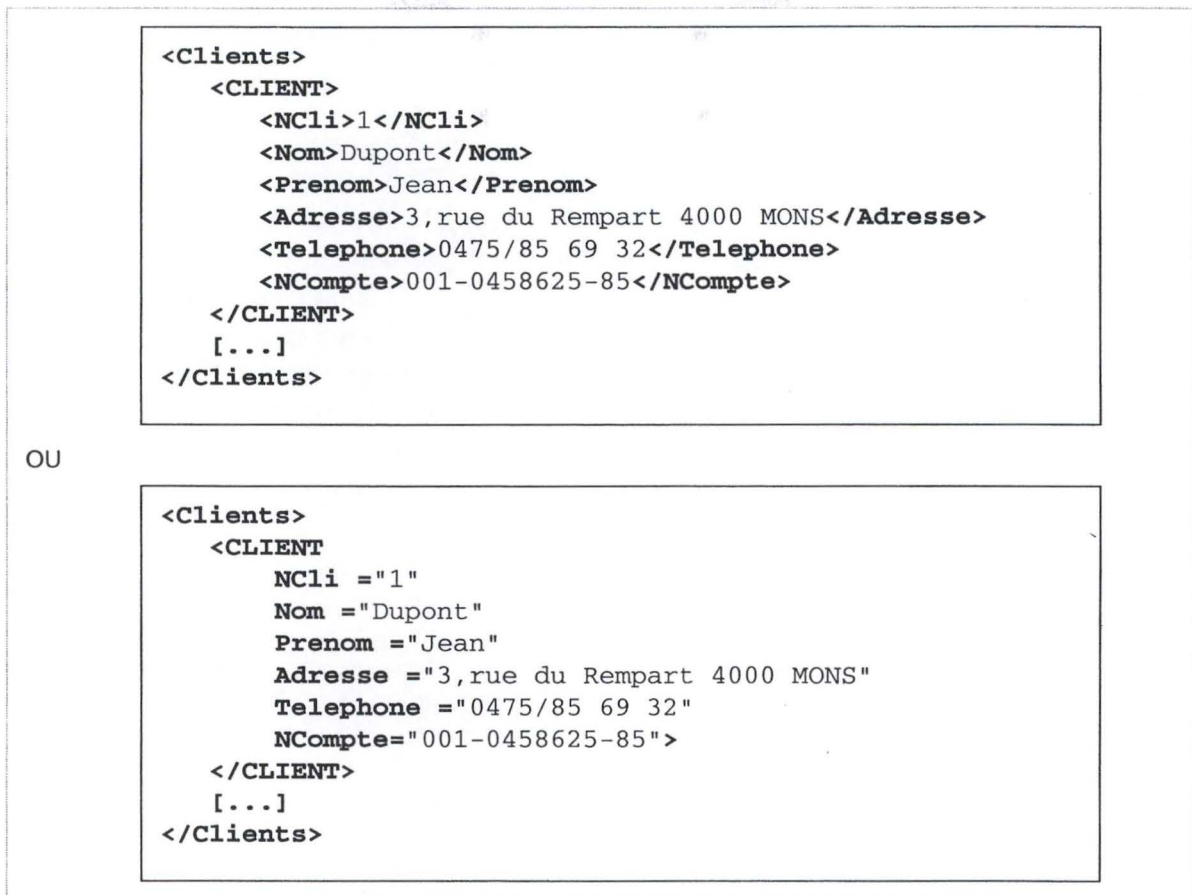 <Clients>
<CLIENT>
<NCli>1</NCli>
<Nom>Dupont</Nom>
<Prenom>Jean</Prenom>
<Adresse>3,rue du Rempart 4000 MONS</Adresse>
<Telephone>0475/85 69 32</Telephone>
<NCompte>001-0458625-85</NCompte>
</CLIENT>
[...]
</Clients>
OU
<Clients>
<CLIENT
NCli ="1"
Nom ="Dupont"
Prenom ="Jean"
Adresse ="3,rue du Rempart 4000 MONS"
Telephone ="0475/85 69 32"
NCompte="001-0458625-85">
</CLIENT>
[...]
</Clients>